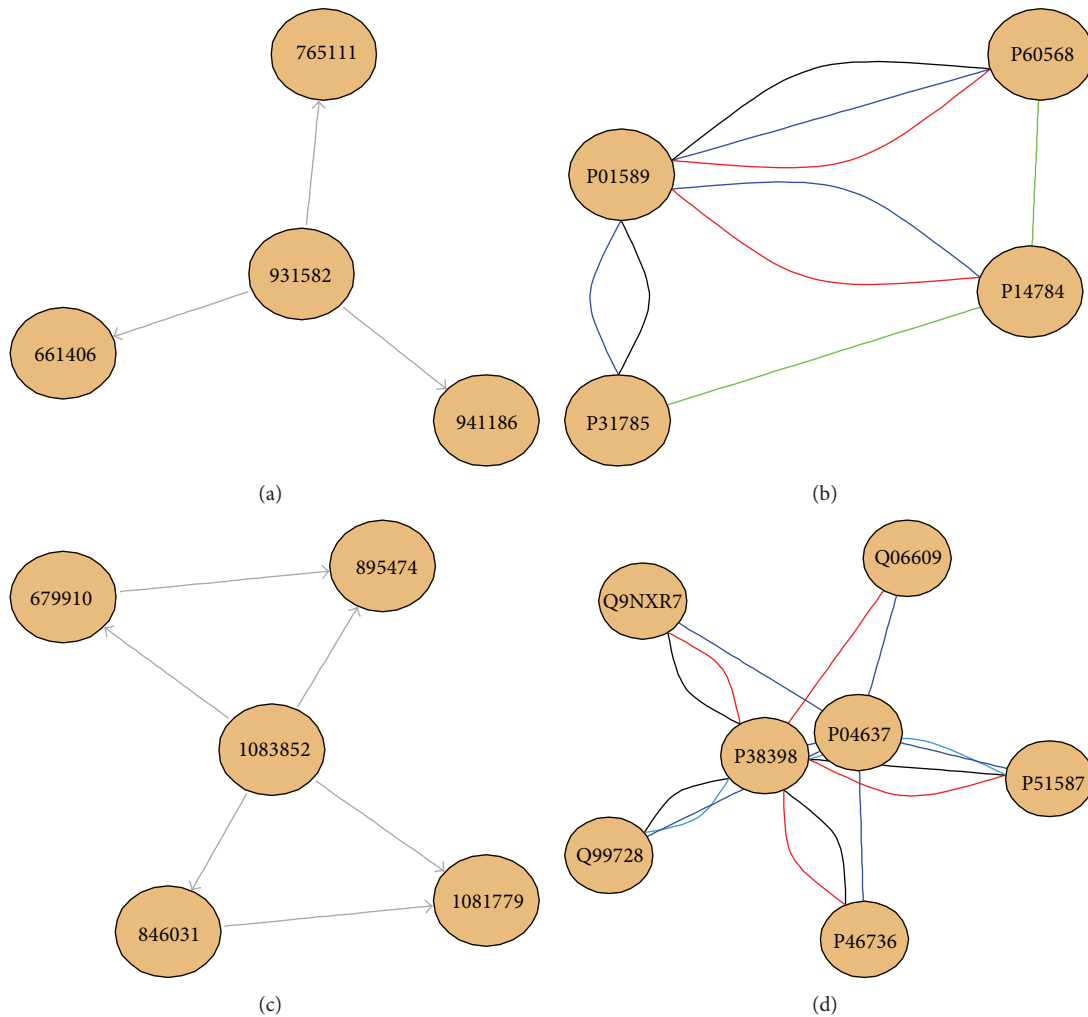 765111
931582
661406
941186
(a)
P60568
P01589
P14784
P31785
(b)
895474
679910
1083852
1081779
846031
(c)
Q06609
Q9NXR7
P04637
P38398
P51587
Q99728
P46736
(d)